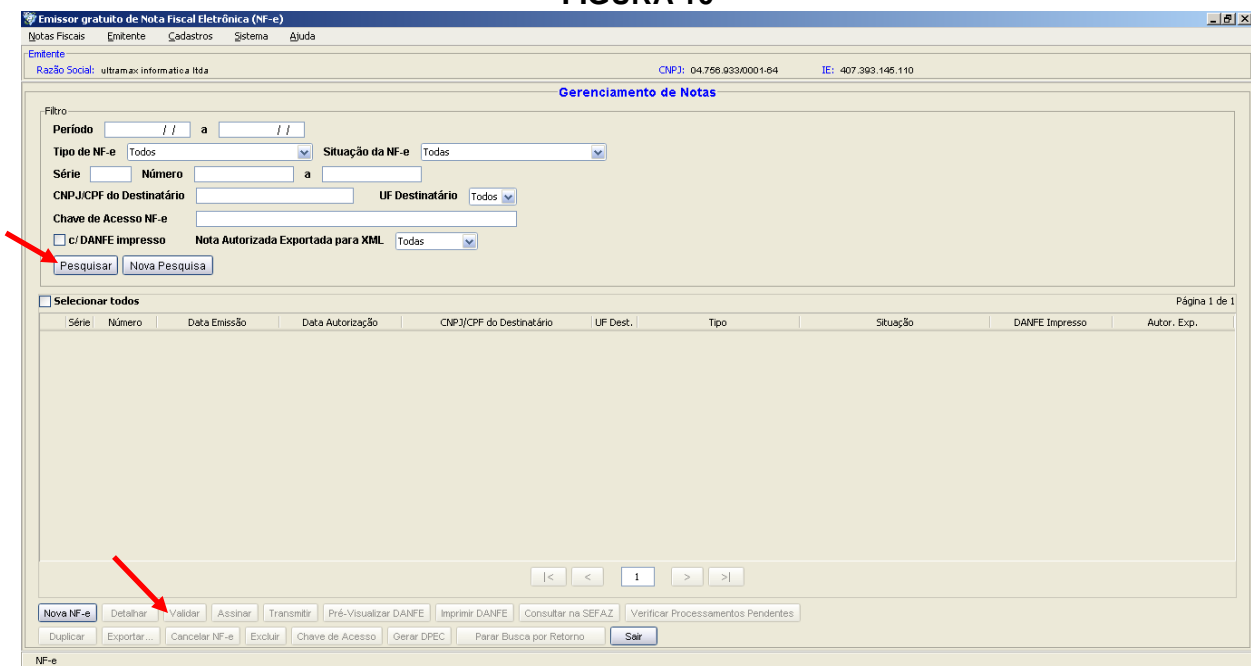 Emissor gratuito de Nota Fiscal Eletrônica (NF-e)
Notas Fiscais Emitente Cadastros Sistema Ajuda
Emitente
Razão Social: ultramax informatica ltda CNPJ: 04.756.933/0001-64 IE: 407.393.145.110
Gerenciamento de Notas
Filtro
Período / / a / /
Tipo de NF-e Todos Situação da NF-e Todas
Série Número a
CNPJ/CPF do Destinatário UF Destinatário Todos
Chave de Acesso NF-e
c/ DANFE impresso Nota Autorizada Exportada para XML Todas
Pesquisar Nova Pesquisa
Selecionar todos Página 1 de 1
Série Número Data Emissão Data Autorização CNPJ/CPF do Destinatário UF Dest. Tipo Situação DANFE Impresso Autor. Exp.
|< < 1 > >|
Nova NF-e Detalhar Validar Assinar Transmitir Pré-Visualizar DANFE Imprimir DANFE Consultar na SEFAZ Verificar Processamentos Pendentes
Duplicar Exportar... Cancelar NF-e Excluir Chave de Acesso Gerar DPEC Parar Busca por Retorno Sair
NF-e